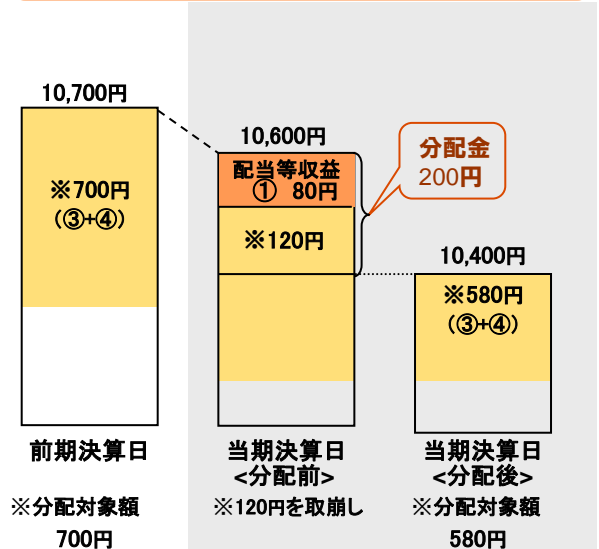 10,700円
※700円
(③+④)
10,600円
配当等収益
① 80円
※120円
分配金
200円
10,400円
※580円
(③+④)
前期決算日
当期決算日
<分配前>
当期決算日
<分配後>
※分配対象額
700円
※120円を取崩し
※分配対象額
580円